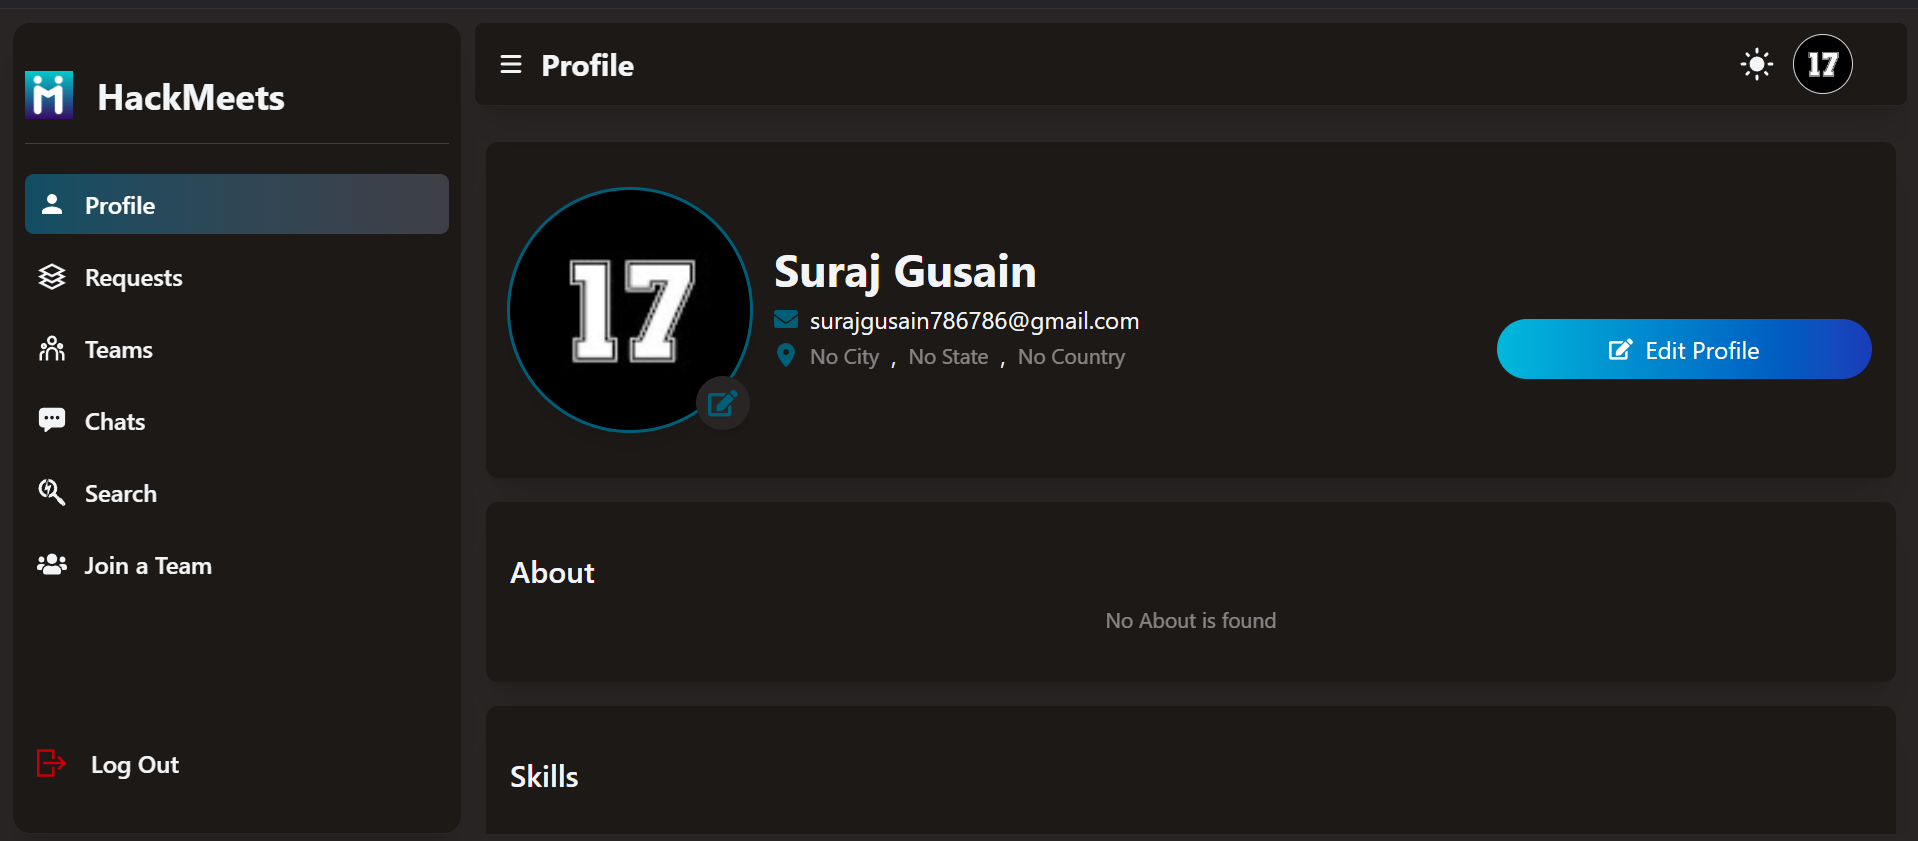 HackMeets
Profile
Requests
Teams
Chats
Search
Join a Team
Log Out
Profile
17
17
Suraj Gusain
surajgusain786786@gmail.com
No City , No State , No Country
Edit Profile
About
No About is found
Skills